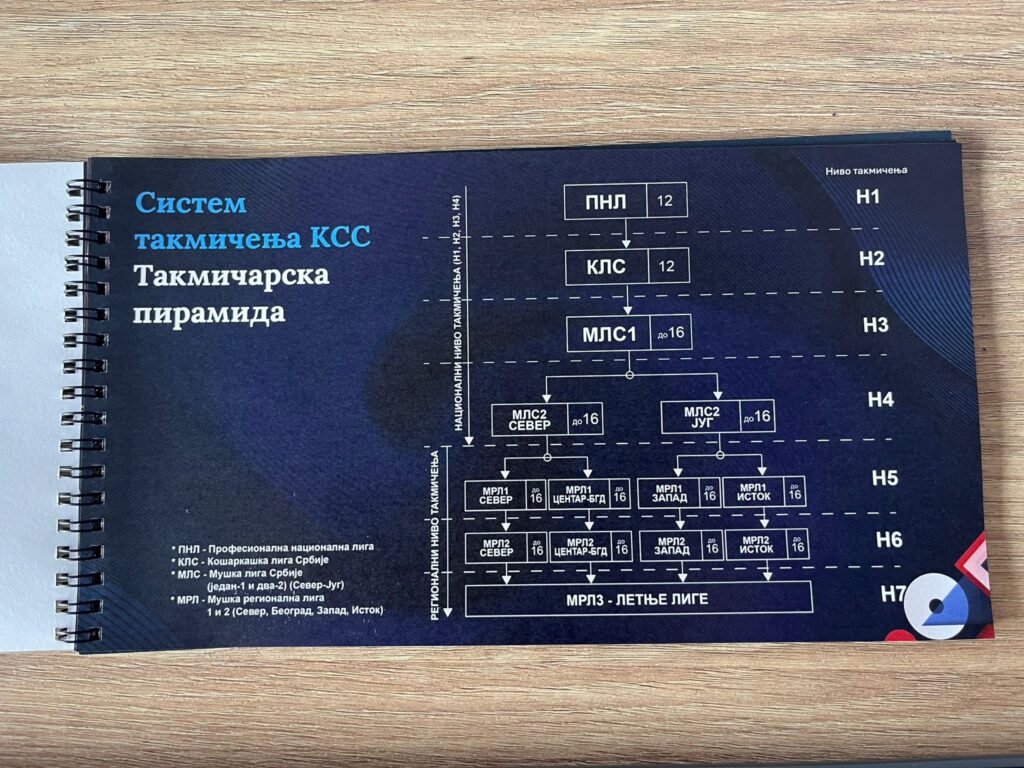 Систем
такмичења КСС
Такмичарска
пирамида
Ниво такмичења
НАЦИОНАЛНИ НИВО ТАКМИЧЕЊА (Н1, Н2, Н3, Н4)
ПНЛ 12 Н1
КЛС 12 Н2
МЛС1 до 16 Н3
МЛС2 СЕВЕР до 16
МЛС2 ЈУГ до 16
Н4
РЕГИОНАЛНИ НИВО ТАКМИЧЕЊА
МРЛ1 СЕВЕР до 16
МРЛ1 ЦЕНТАР-БГД до 16
МРЛ1 ЗАПАД до 16
МРЛ1 ИСТОК до 16
Н5
МРЛ2 СЕВЕР до 16
МРЛ2 ЦЕНТАР-БГД до 16
МРЛ2 ЗАПАД до 16
МРЛ2 ИСТОК до 16
Н6
МРЛ3 - ЛЕТЊЕ ЛИГЕ Н7
* ПНЛ - Професионална национална лига
* КЛС - Кошаркашка лига Србије
* МЛС - Мушка лига Србије
(један-1 и два-2) (Север-Југ)
* МРЛ - Мушка регионална лига
1 и 2 (Север, Београд, Запад, Исток)